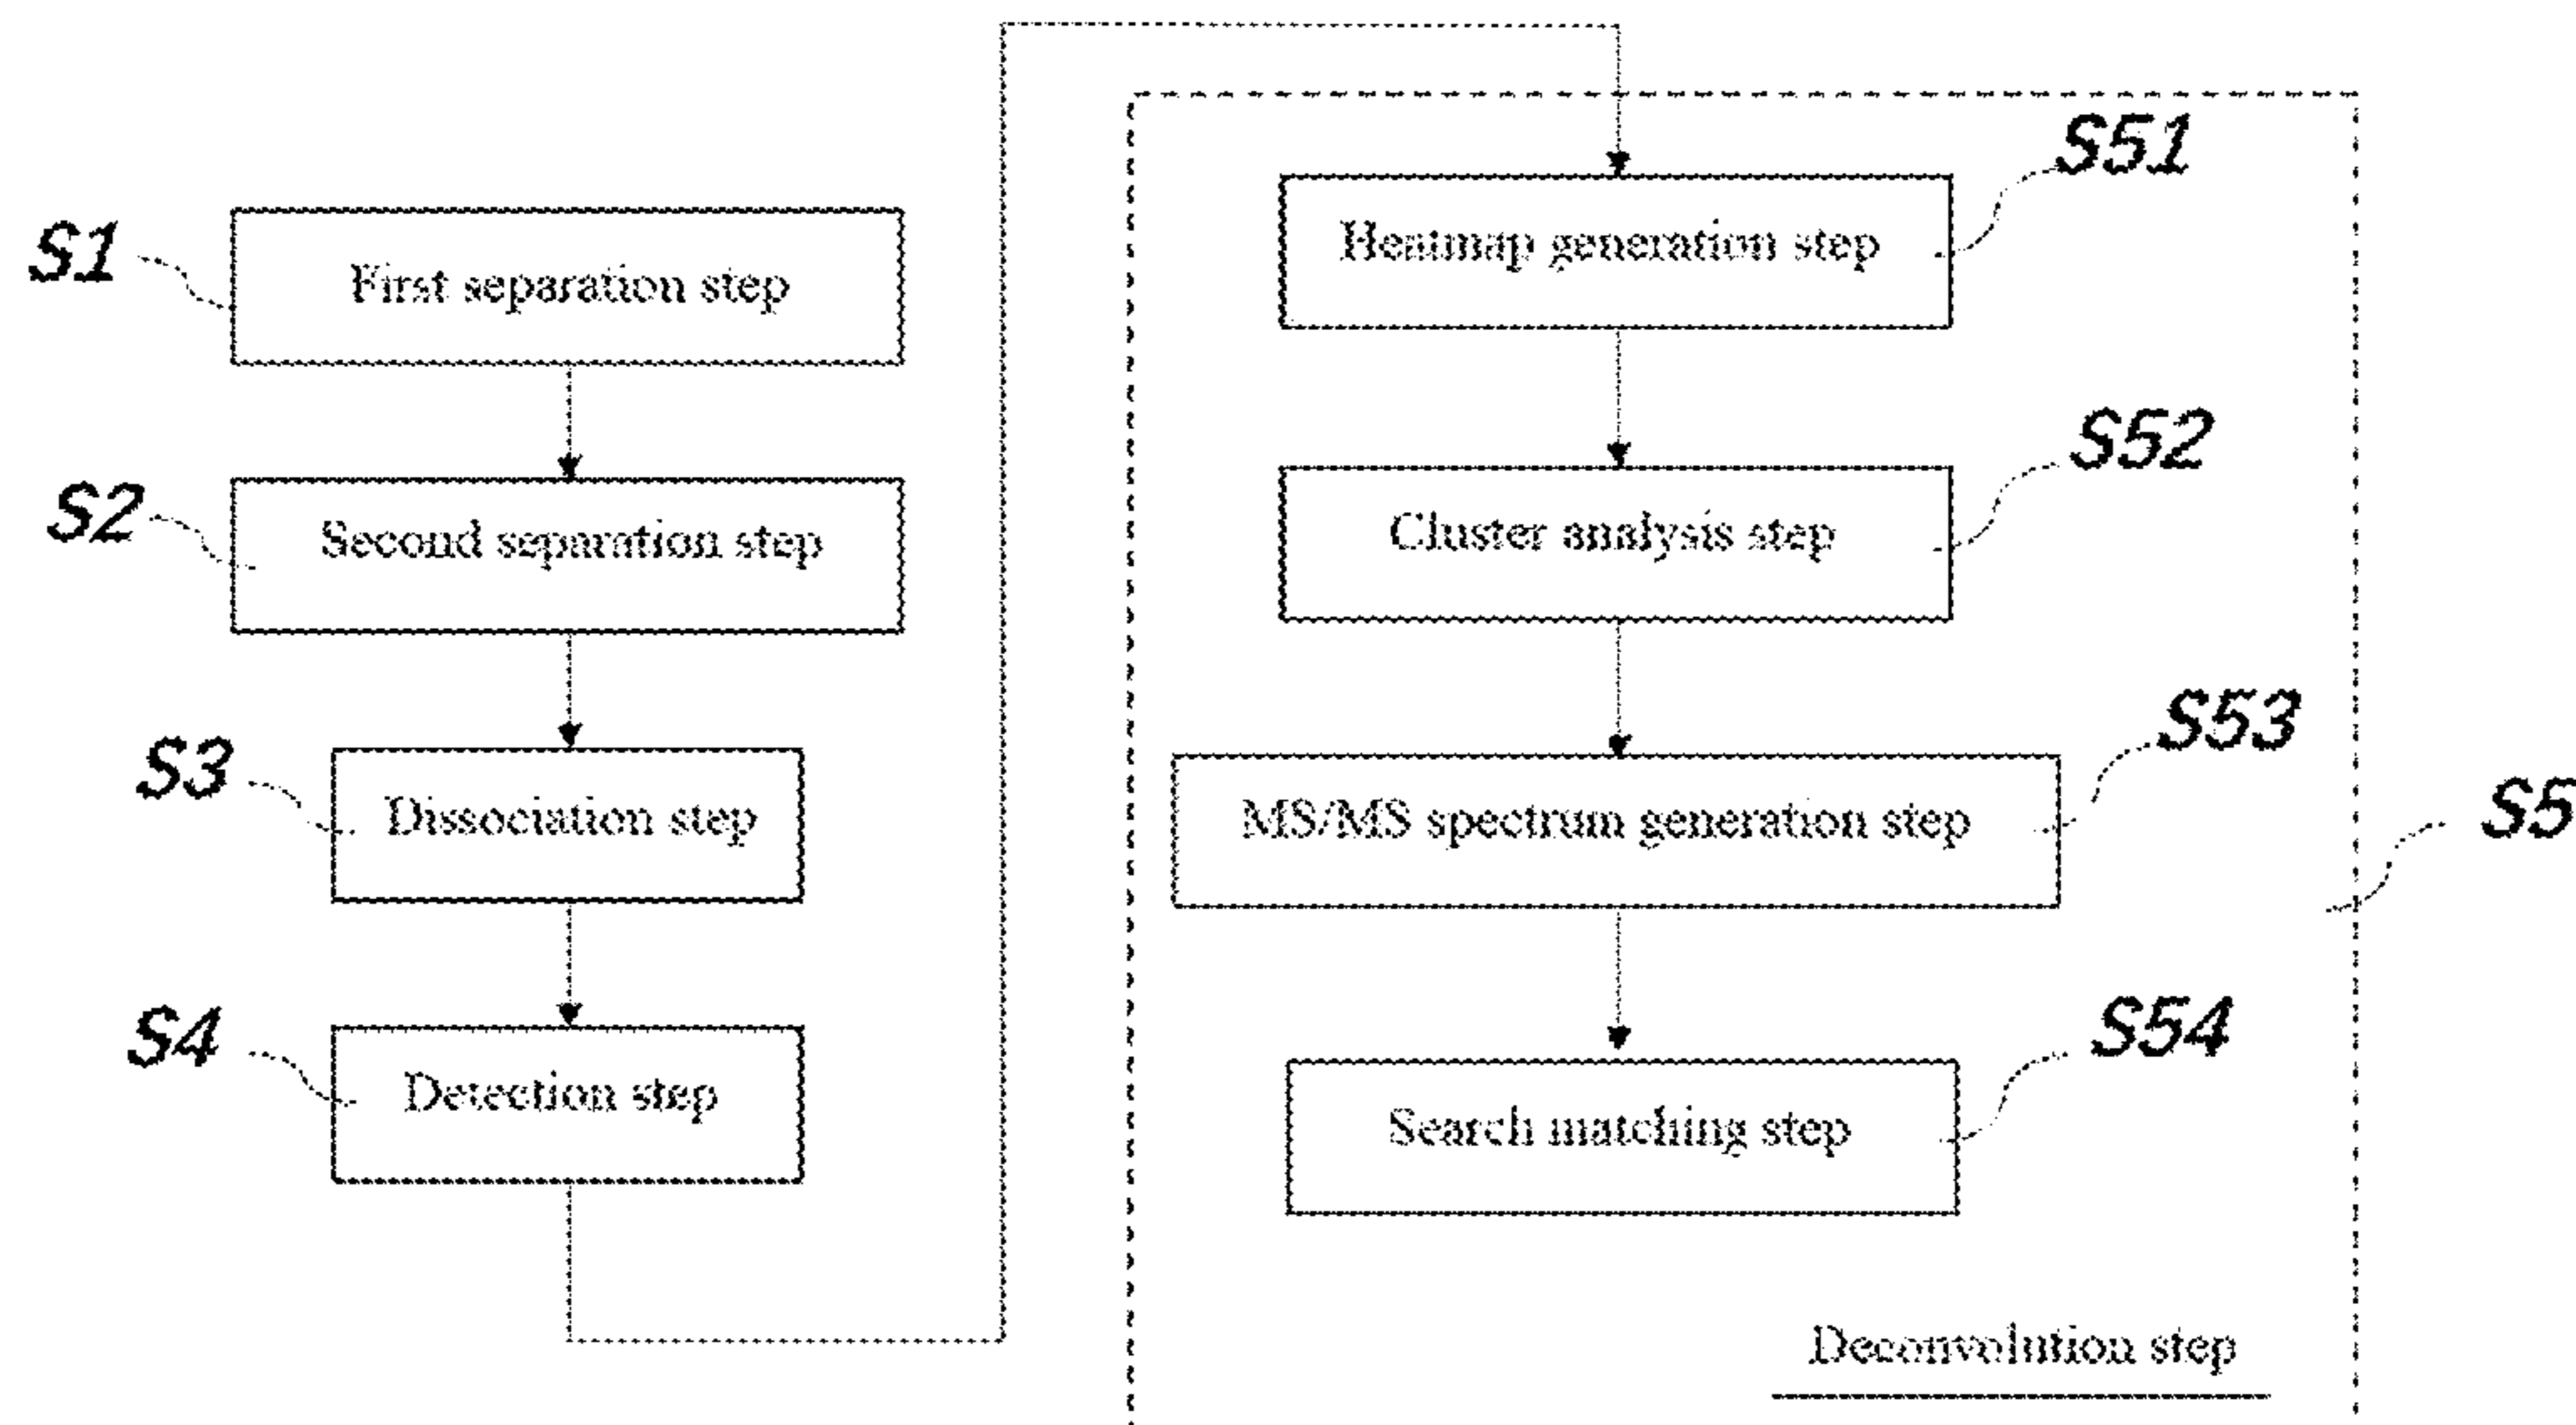 S1
First separation step
S2
Second separation step
S3
Dissociation step
S4
Detection step
S51
Heatmap generation step
S52
Cluster analysis step
S53
MS/MS spectrum generation step
S5
S54
Search matching step
Deconvolution step